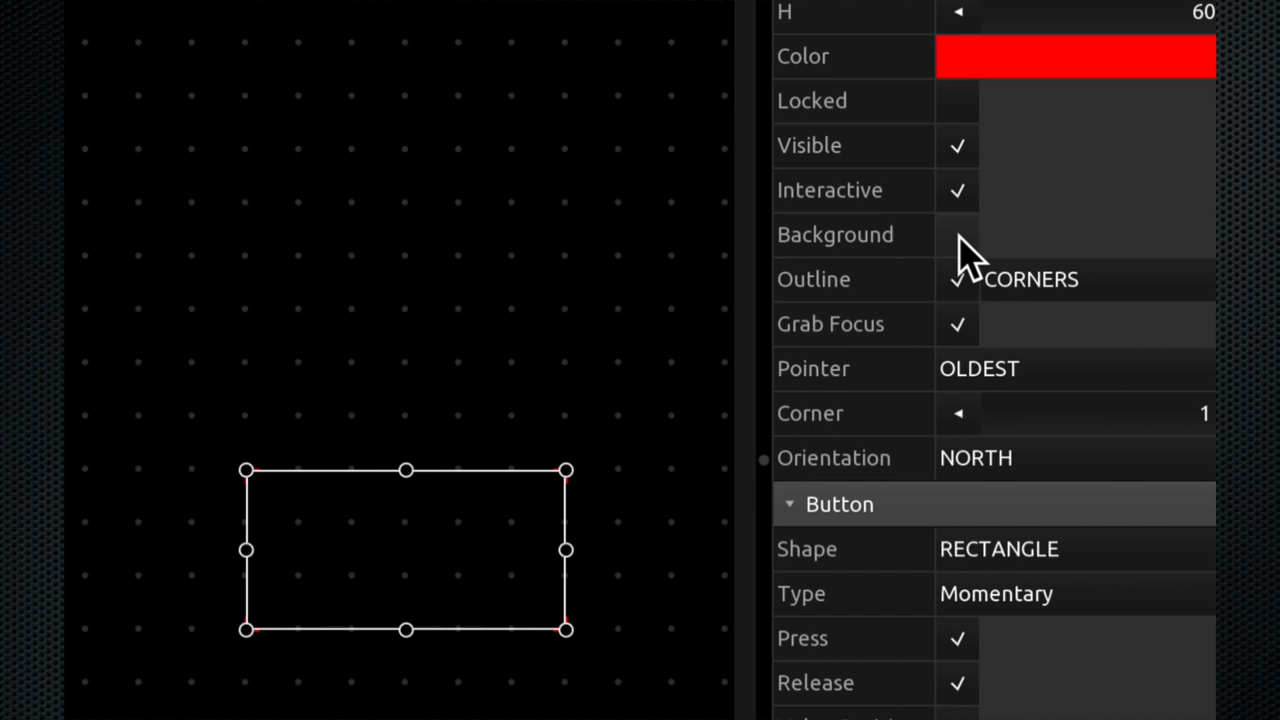 H 60
Color
Locked
Visible
Interactive
Background
Outline CORNERS
Grab Focus
Pointer OLDEST
Corner 1
Orientation NORTH
Button
Shape RECTANGLE
Type Momentary
Press
Release